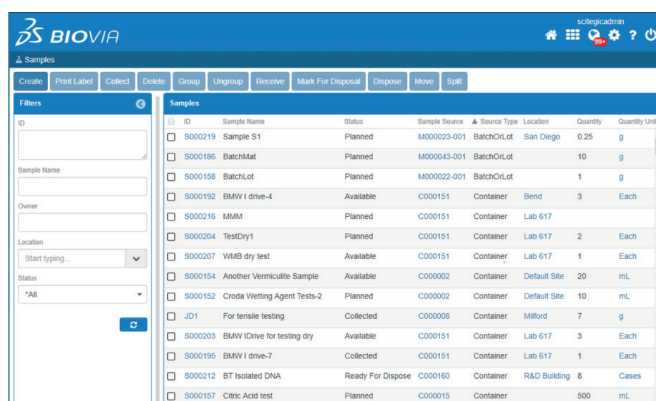 3S BIOVIA
scitegicadmin
99+
?
Samples
Create Print Label Collect Delete Group Ungroup Receive Mark For Disposal Dispose Move Split
Filters
Samples
ID
ID Sample Name Status Sample Source Source Type Location Quantity Quantity Unit
S000219 Sample S1 Planned M000023-001 BatchOrLot San Diego 0.25 g
S000186 BatchMat Planned M000043-001 BatchOrLot 10 g
S000158 BatchLot Planned M000022-001 BatchOrLot 1 g
Sample Name
S000192 BMW I drive-4 Available C000151 Container Bend 3 Each
Owner
S000216 MMM Planned C000151 Container Lab 617
S000204 TestDry1 Planned C000151 Container Lab 617 2 Each
Location
Start typing...
S000207 WMB dry test Available C000151 Container Lab 617 1 Each
Status
S000154 Another Vermiculite Sample Available C000002 Container Default Site 20 mL
*All
S000152 Croda Wetting Agent Tests-2 Planned C000002 Container Default Site 10 mL
JD1 For tensile testing Collected C000008 Container Milford 7 g
S000203 BMW IDrive for testing dry Available C000151 Container Lab 617 3 Each
S000195 BMW I drive-7 Collected C000151 Container Lab 617 1 Each
S000212 BT Isolated DNA Ready For Dispose C000160 Container R&D Building 8 Cases
S000157 Citric Acid test Planned C000015 Container 500 mL